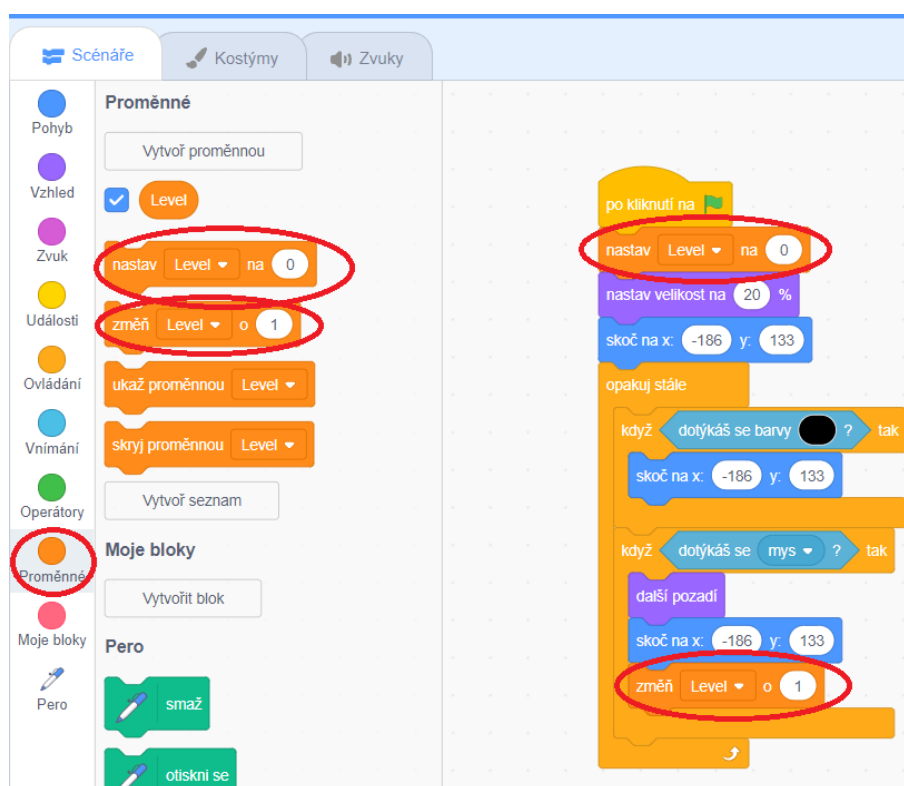 Scénáře
Kostýmy
Zvuky
Pohyb
Vzhled
Zvuk
Události
Ovládání
Vnímání
Operátory
Proměnné
Moje bloky
Pero
Proměnné
Vytvoř proměnnou
Level
nastav Level na 0
změň Level o 1
ukaž proměnnou Level
skryj proměnnou Level
Vytvoř seznam
Moje bloky
Vytvořit blok
Pero
smaž
otiskni se
po kliknutí na
nastav Level na 0
nastav velikost na 20 %
skoč na x: -186 y: 133
opakuj stále
když dotýkáš se barvy ? tak
skoč na x: -186 y: 133
když dotýkáš se mys ? tak
další pozadí
skoč na x: -186 y: 133
změň Level o 1